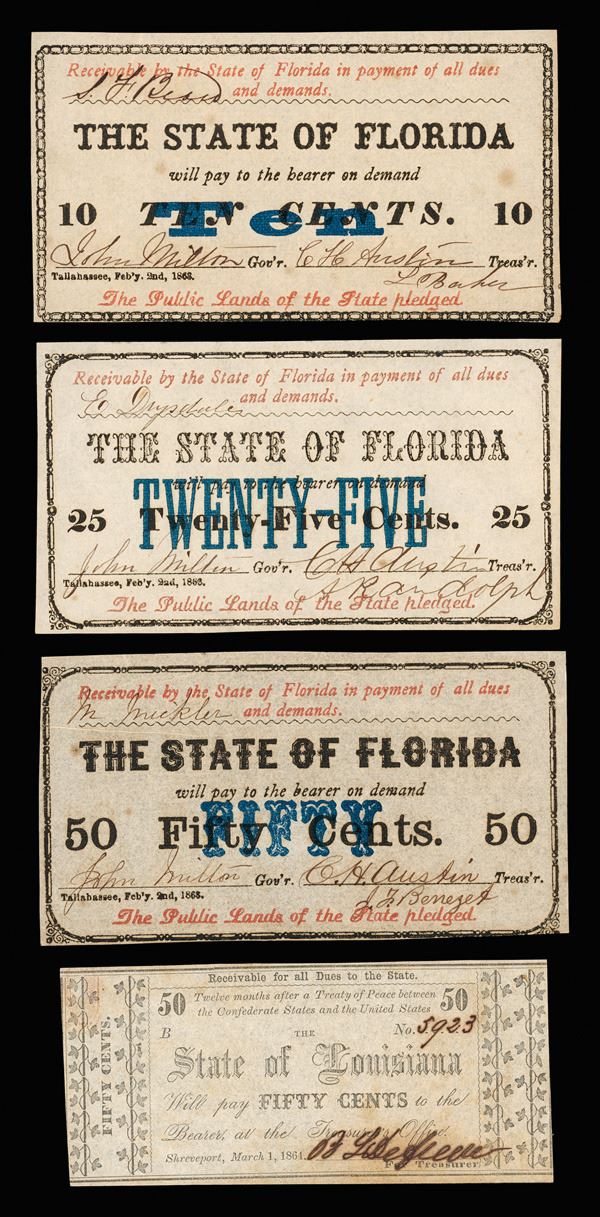 Receivable by the State of Florida in payment of all dues
and demands.
THE STATE OF FLORIDA
will pay to the bearer on demand
10 TEN CENTS. 10
Ten
John Milton Gov'r. C H Austin Treas'r.
Tallahassee, Feb'y. 2nd, 1863.
The Public Lands of the State pledged.
Receivable by the State of Florida in payment of all dues
and demands.
E Drysdale
THE STATE OF FLORIDA
will pay to the bearer on demand
TWENTY-FIVE
25 Twenty-Five Cents. 25
John Milton Gov'r. C H Austin Treas'r.
Tallahassee, Feb'y. 2nd, 1863.
Randolph
The Public Lands of the State pledged.
Receivable by the State of Florida in payment of all dues
M Mickler and demands.
THE STATE OF FLORIDA
will pay to the bearer on demand
FIFTY
50 Fifty Cents. 50
John Milton Gov'r. C. H. Austin Treas'r.
Tallahassee, Feb'y. 2nd, 1863.
Benezet
The Public Lands of the State pledged.
Receivable for all Dues to the State.
50 Twelve months after a Treaty of Peace between 50
the Confederate States and the United States
B THE No. 5923
FIFTY CENTS.
State of Louisiana
Will pay FIFTY CENTS to the
Bearer, at the Treasurer's Office.
Shreveport, March 1, 1864.
For Treasurer